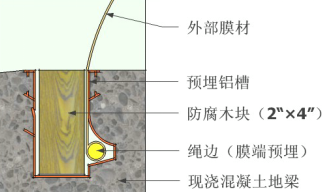 外部膜材
预埋铝槽
防腐木块（2“×4”）
绳边（膜端预埋）
现浇混凝土地梁